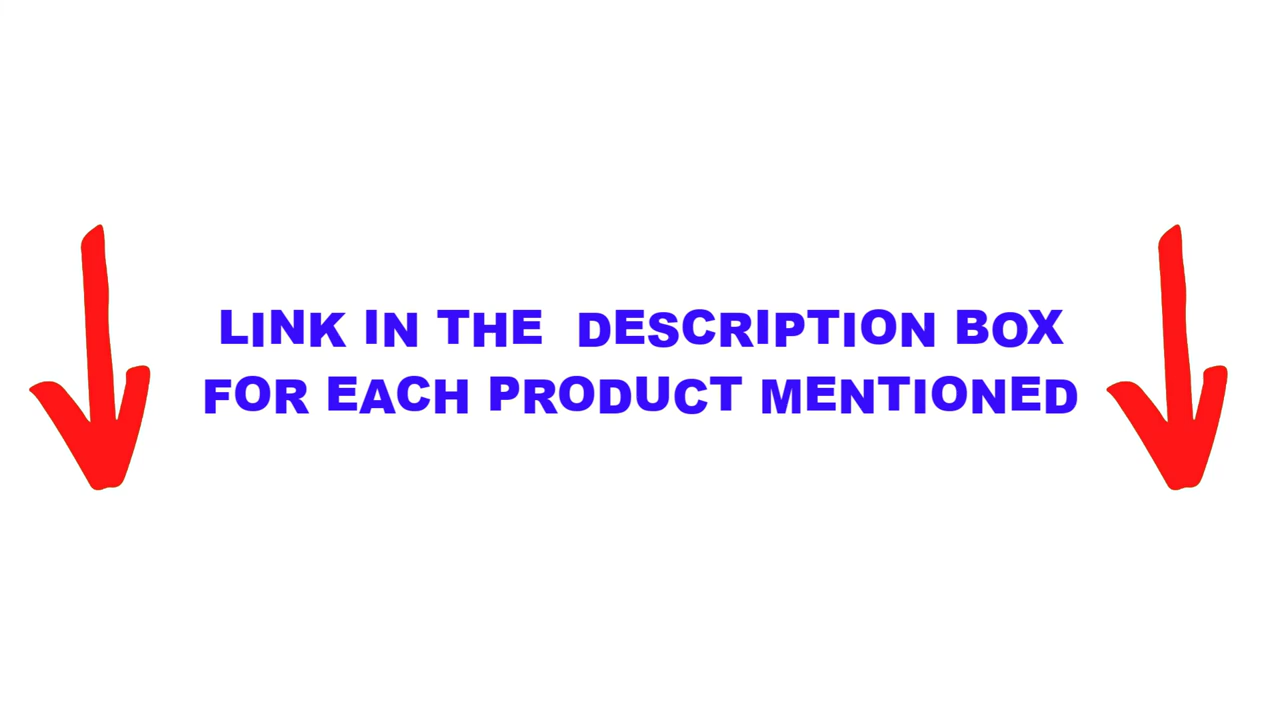 LINK IN THE DESCRIPTION BOX
FOR EACH PRODUCT MENTIONED